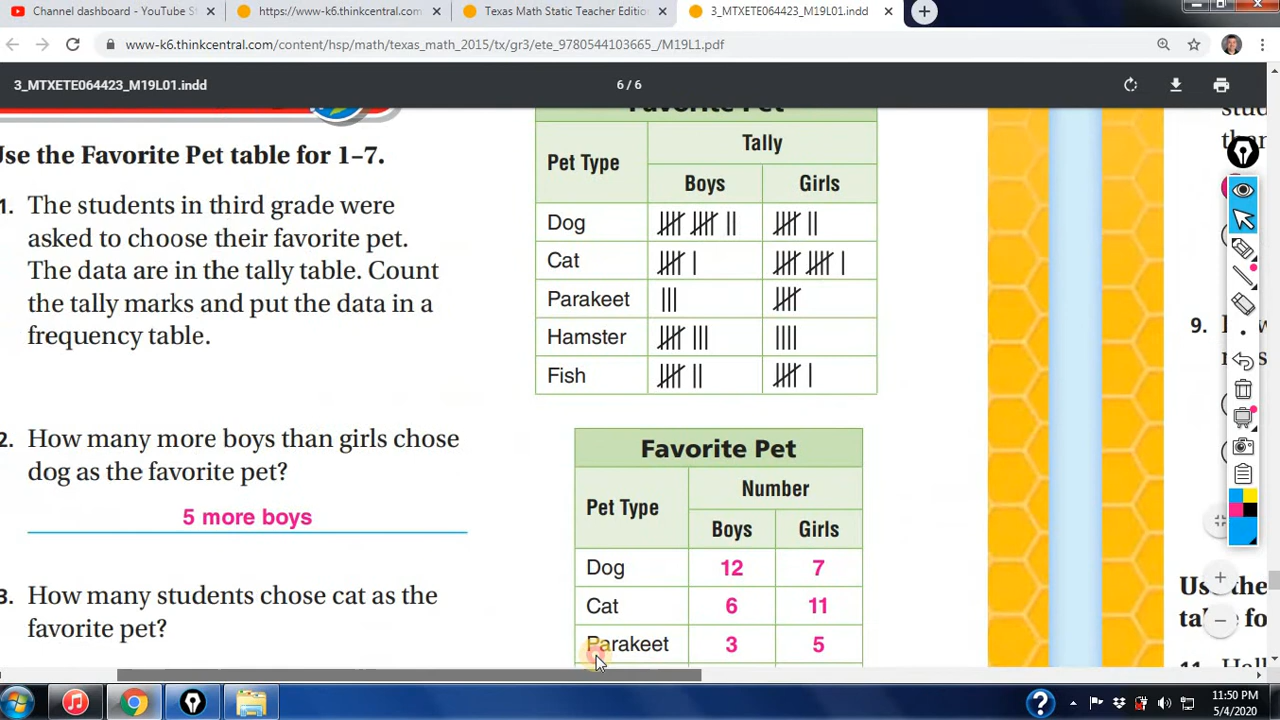 Channel dashboard - YouTube S
https://www-k6.thinkcentral.com/
Texas Math Static Teacher Edition
3_MTXETE064423_M19L01.indd
www-k6.thinkcentral.com/content/hsp/math/texas_math_2015/tx/gr3/ete_9780544103665_/M19L1.pdf
3_MTXETE064423_M19L01.indd
6 / 6
Favorite Pet
Pet Type
Tally
Boys Girls
Dog
Cat
Parakeet
Hamster
Fish
Use the Favorite Pet table for 1–7.
1. The students in third grade were
asked to choose their favorite pet.
The data are in the tally table. Count
the tally marks and put the data in a
frequency table.
2. How many more boys than girls chose
dog as the favorite pet?
5 more boys
3. How many students chose cat as the
favorite pet?
Favorite Pet
Pet Type
Number
Boys Girls
Dog 12 7
Cat 6 11
Parakeet 3 5
9.
11.
11:50 PM
5/4/2020